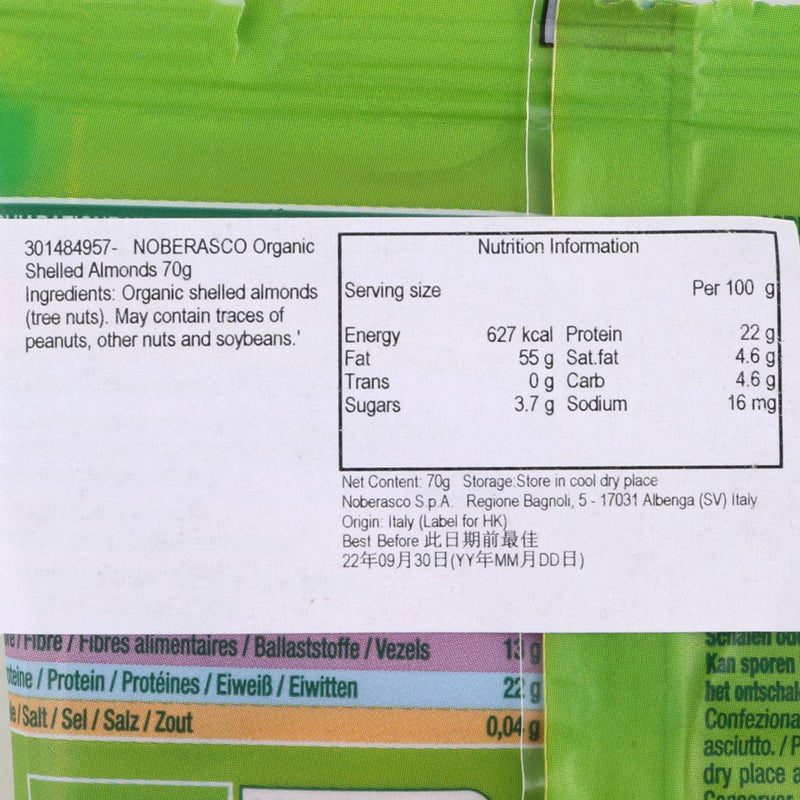 301484957- NOBERASCO Organic
Shelled Almonds 70g
Ingredients: Organic shelled almonds
(tree nuts). May contain traces of
peanuts, other nuts and soybeans.'
Nutrition Information
Serving size Per 100 g
Energy 627 kcal Protein 22 g
Fat 55 g Sat.fat 4.6 g
Trans 0 g Carb 4.6 g
Sugars 3.7 g Sodium 16 mg
Net Content: 70g Storage:Store in cool dry place
Noberasco S.p.A. Regione Bagnoli, 5 - 17031 Albenga (SV) Italy
Origin: Italy (Label for HK)
Best Before 此日期前最佳
22年09月30日(YY年MM月DD日)
/ Fibre / Fibres alimentaires / Ballaststoffe / Vezels 13 g
/ Protein / Protéines / Eiweiß / Eiwitten 22 g
/ Salt / Sel / Salz / Zout 0,04 g
Schalen
Kan sporen
het
asciutto. /
dry place